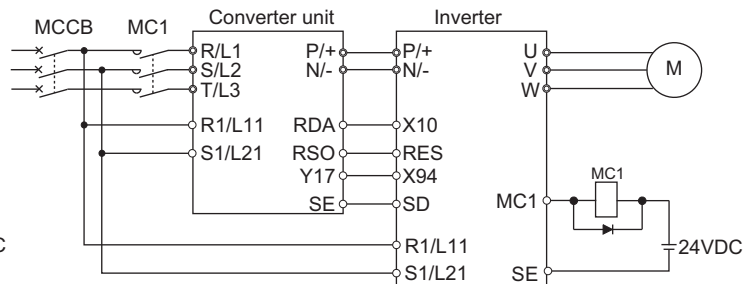 Converter unit
Inverter
MCCB
MC1
R/L1
P/+
P/+
U
S/L2
N/-
N/-
V
M
T/L3
W
R1/L11
RDA
X10
S1/L21
RSO
RES
Y17
X94
MC1
MC1
SE
SD
C
R1/L11
24VDC
S1/L21
SE